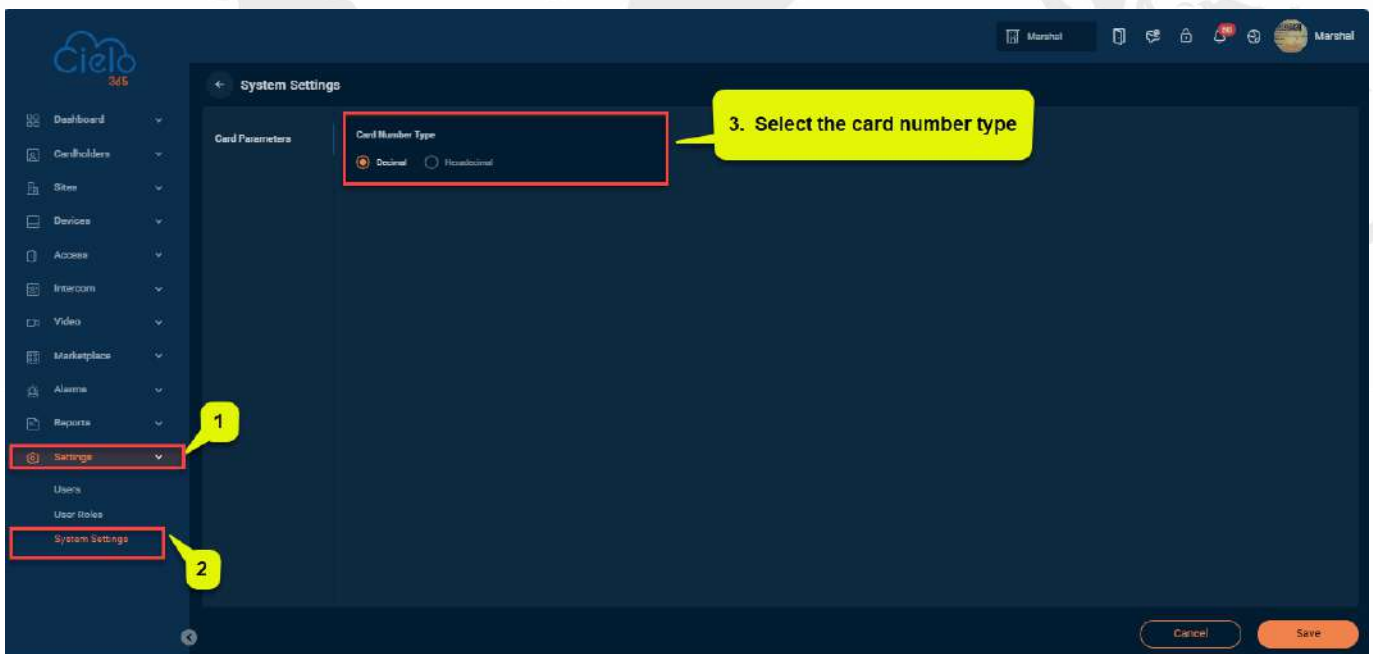 Cielo
365
Marshal
Marshal
System Settings
Dashboard
Cardholders
Sites
Devices
Access
Intercom
Video
Marketplace
Alarms
Reports
Settings
Users
User Roles
System Settings
Card Parameters
Card Number Type
Decimal
Hexadecimal
3. Select the card number type
1
2
Cancel
Save